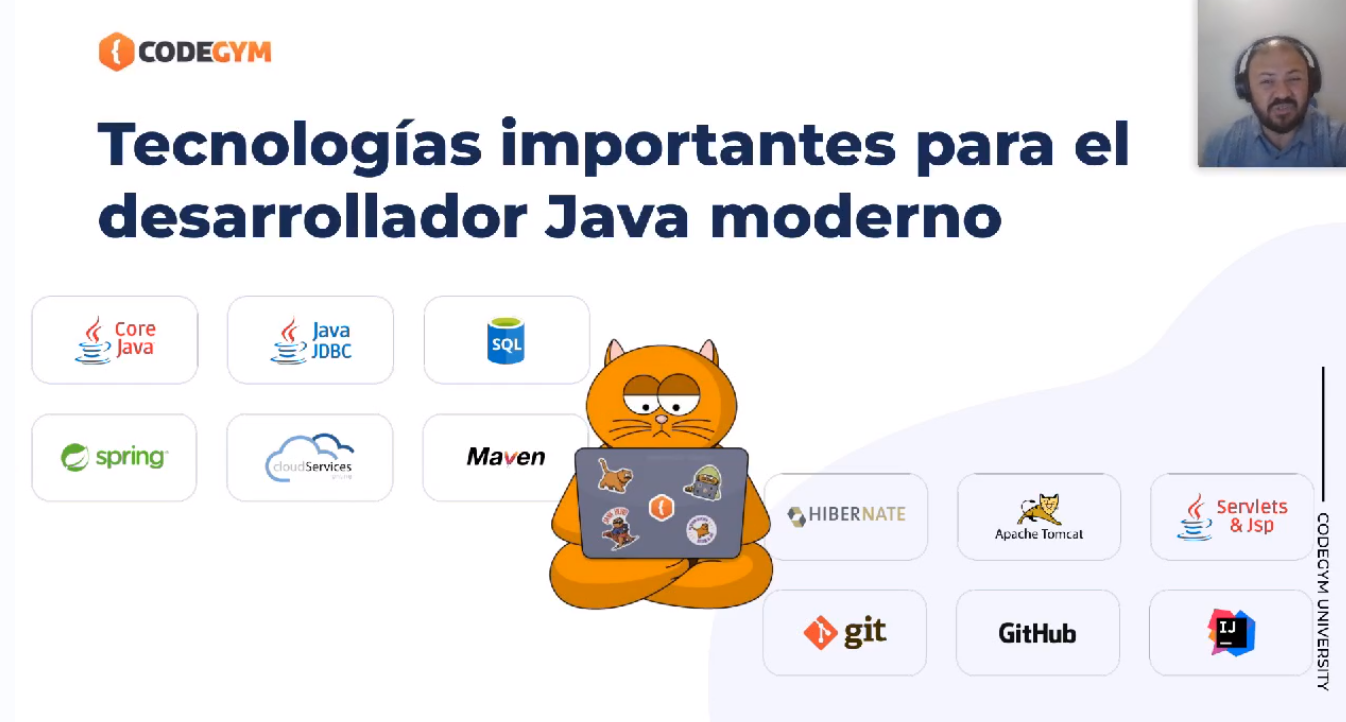 CODEGYM
Tecnologías importantes para el
desarrollador Java moderno
Core
Java
Java
JDBC
SQL
spring
cloudServices
Maven
HIBERNATE
Apache Tomcat
Servlets
& Jsp
git
GitHub
IJ
CODEGYM UNIVERSITY